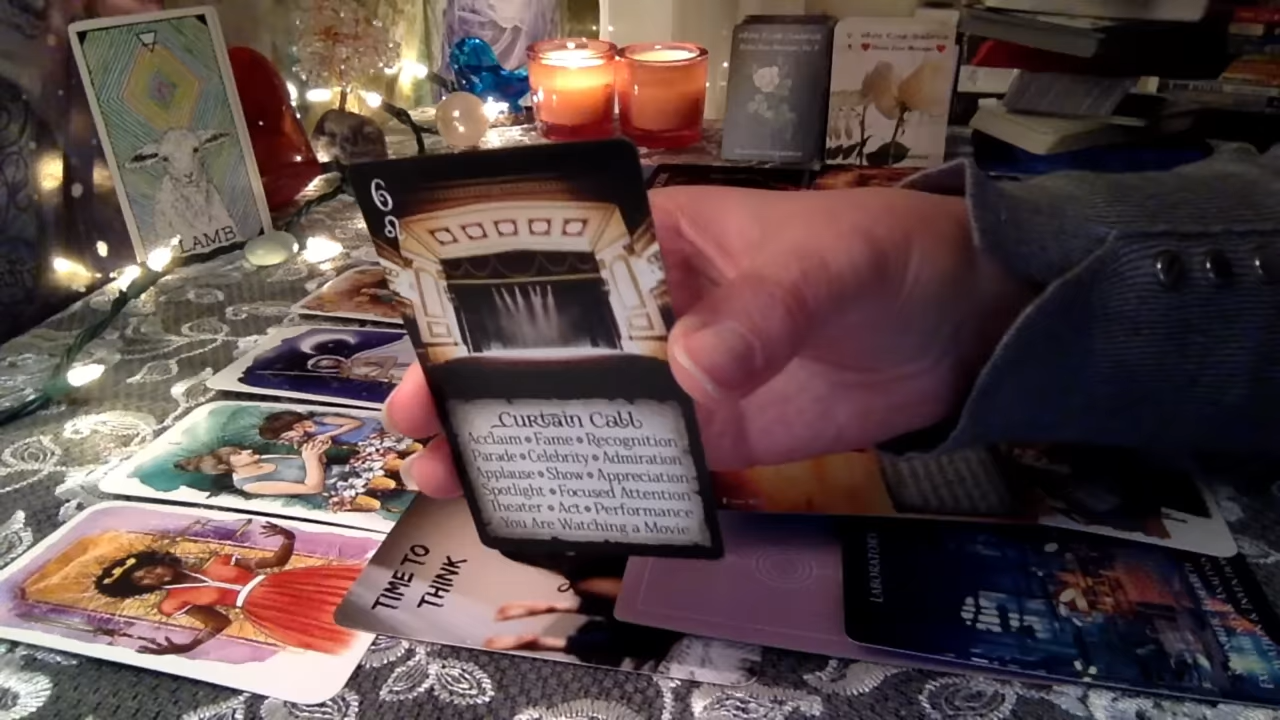 LAMB
6
Curtain Call
Acclaim • Fame • Recognition
Parade • Celebrity • Admiration
Applause • Show • Appreciation
Spotlight • Focused Attention
Theater • Act • Performance
You Are Watching a Movie
TIME TO
THINK
LABORATORY